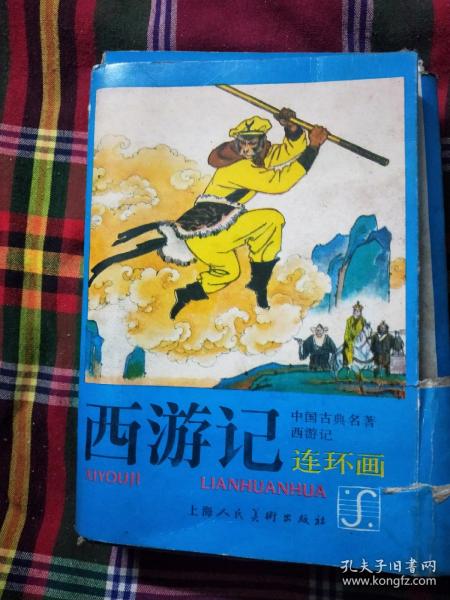 西游记
中国古典名著
西游记
连环画
XIYOUJI
LIANHUANHUA
上海人民美術出版社
孔夫子旧书网
www.kongfz.com